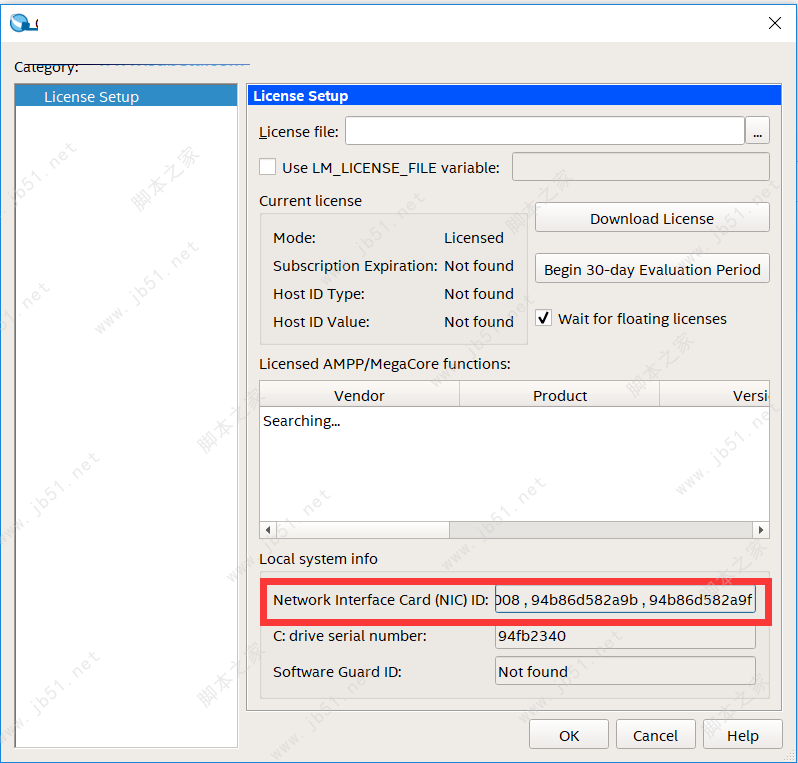 Category:
License Setup
License Setup
License file:
...
Use LM_LICENSE_FILE variable:
Current license
Mode: Licensed
Subscription Expiration: Not found
Host ID Type: Not found
Host ID Value: Not found
Download License
Begin 30-day Evaluation Period
Wait for floating licenses
Licensed AMPP/MegaCore functions:
Vendor Product Versi
Searching...
Local system info
Network Interface Card (NIC) ID: 008 , 94b86d582a9b , 94b86d582a9f
C: drive serial number: 94fb2340
Software Guard ID: Not found
OK Cancel Help
www.jb51.net
脚本之家